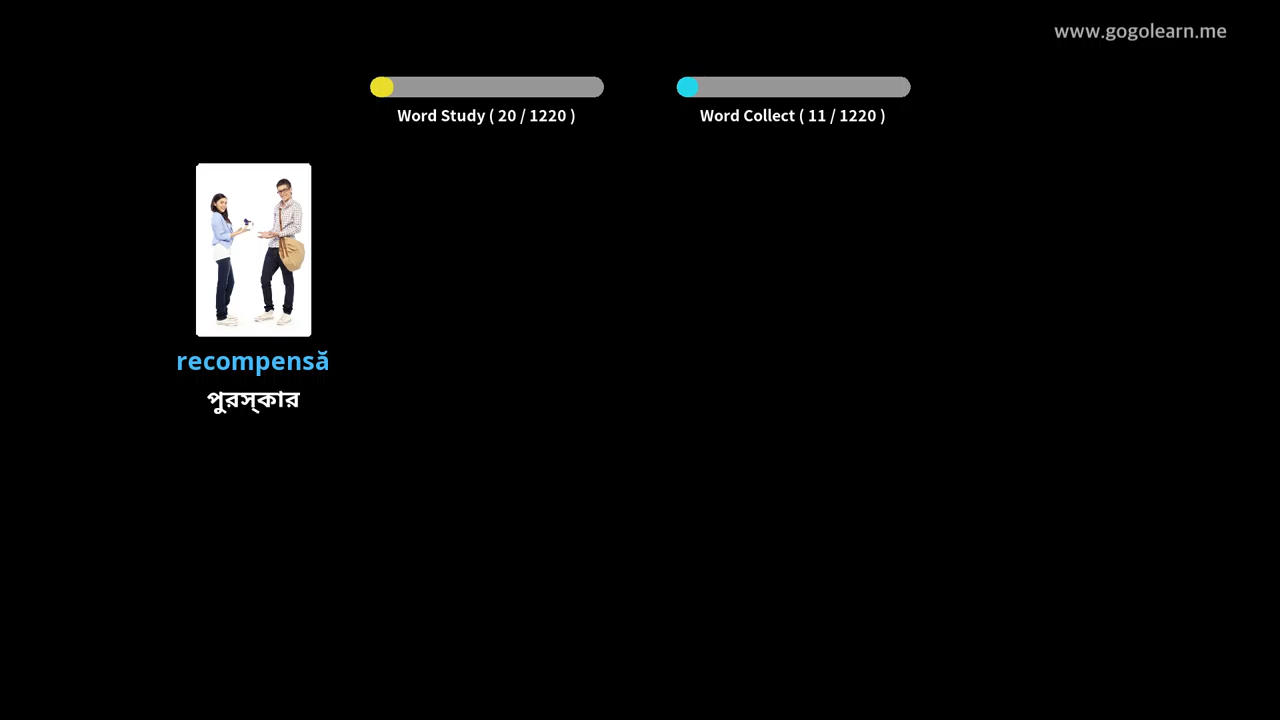 www.gogolearn.me
Word Study ( 20 / 1220 )
Word Collect ( 11 / 1220 )
recompensă
পুরস্‌কার